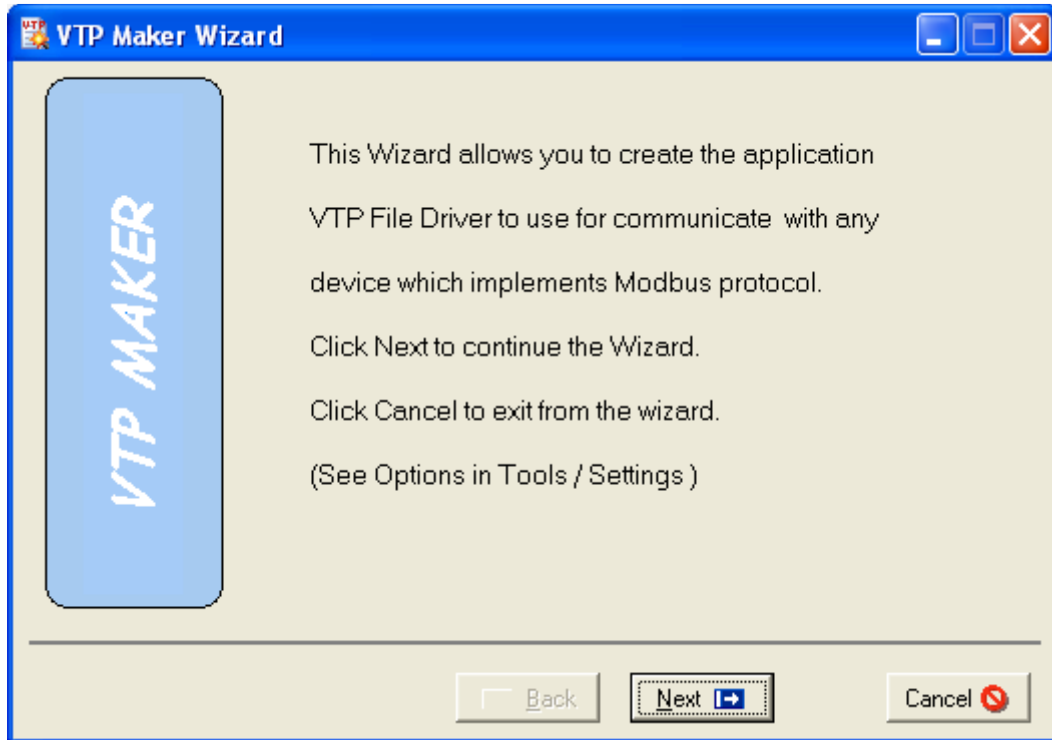 VTP Maker Wizard
VTP MAKER
This Wizard allows you to create the application
VTP File Driver to use for communicate  with any
device which implements Modbus protocol.
Click Next to continue the Wizard.
Click Cancel to exit from the wizard.
(See Options in Tools / Settings )
Back
Next
Cancel